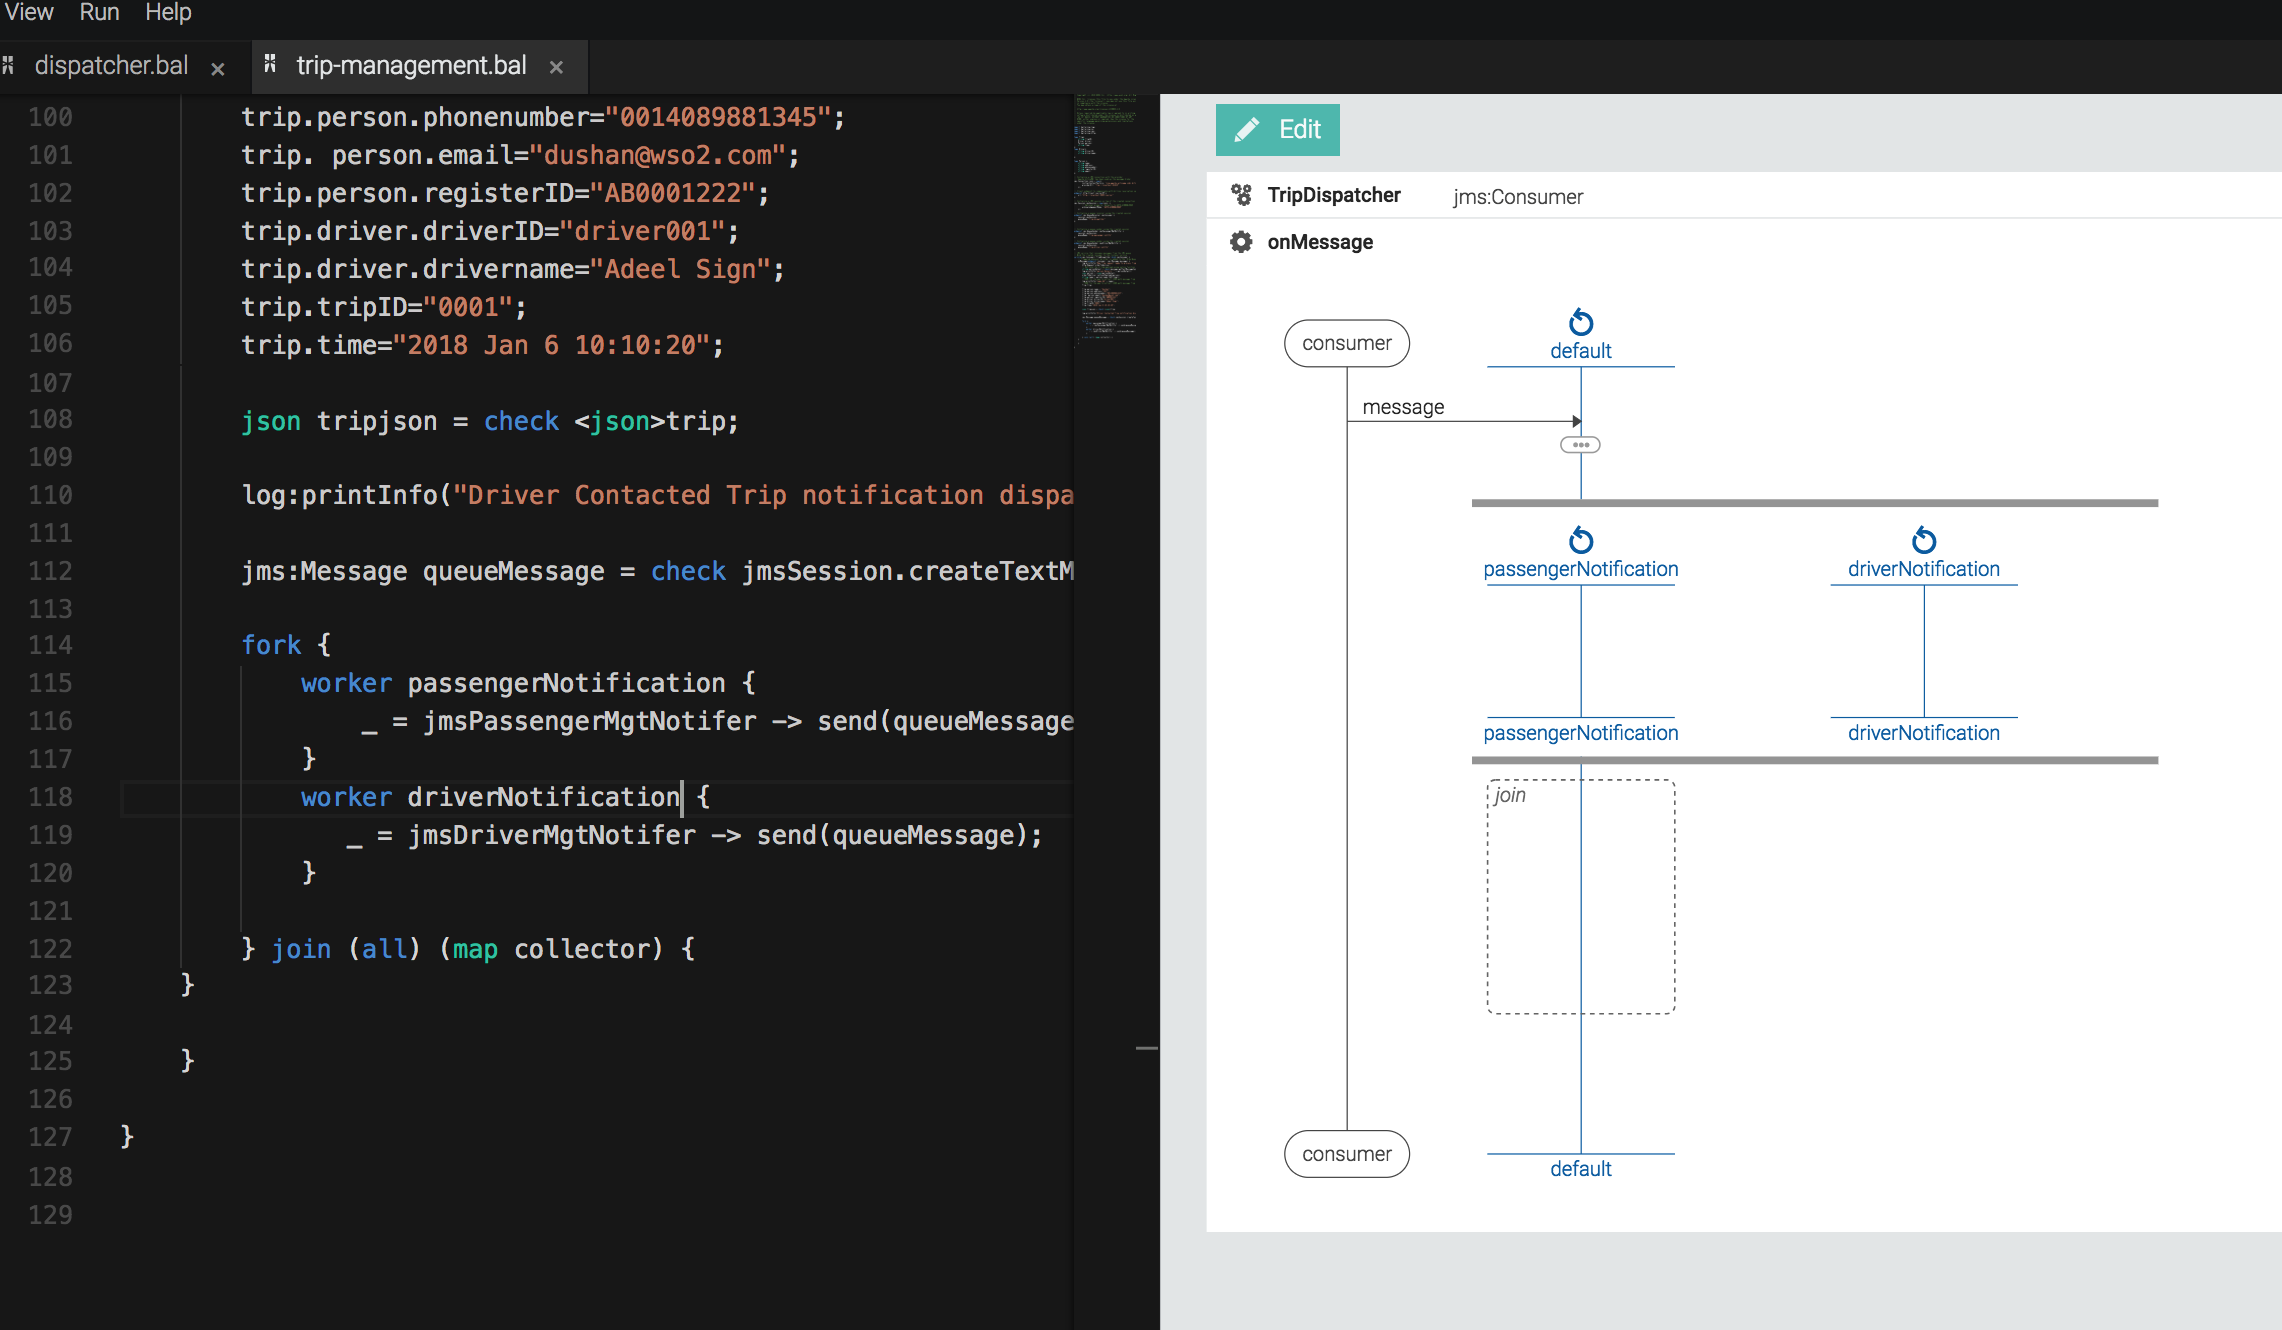 View Run Help
dispatcher.bal ×
trip-management.bal ×
100 trip.person.phonenumber="0014089881345";
101 trip. person.email="dushan@wso2.com";
102 trip.person.registerID="AB0001222";
103 trip.driver.driverID="driver001";
104 trip.driver.drivername="Adeel Sign";
105 trip.tripID="0001";
106 trip.time="2018 Jan 6 10:10:20";
107
108 json tripjson = check <json>trip;
109
110 log:printInfo("Driver Contacted Trip notification dispa
111
112 jms:Message queueMessage = check jmsSession.createTextM
113
114 fork {
115 worker passengerNotification {
116 _ = jmsPassengerMgtNotifer -> send(queueMessage
117 }
118 worker driverNotification {
119 _ = jmsDriverMgtNotifer -> send(queueMessage);
120 }
121
122 } join (all) (map collector) {
123 }
124
125 }
126
127 }
128
129
Edit
TripDispatcher jms:Consumer
onMessage
consumer
default
message
passengerNotification driverNotification
passengerNotification driverNotification
join
consumer
default